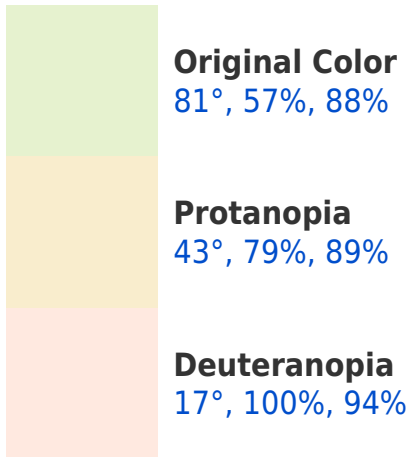 Original Color
81°, 57%, 88%
Protanopia
43°, 79%, 89%
Deuteranopia
17°, 100%, 94%